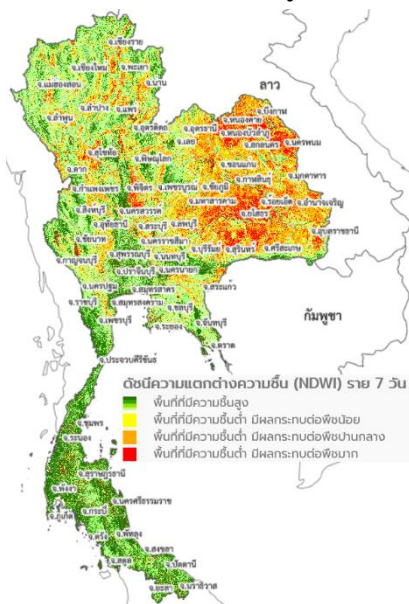 จ.เชียงราย
จ.เชียงใหม่ จ.พะเยา
จ.แม่ฮ่องสอน จ.น่าน
จ.ลำปาง จ.แพร่
จ.ลำพูน
ลาว
จ.บึงกาฬ
จ.อุตรดิตถ์ จ.อุดรธานี จ.หนองคาย
จ.เลย จ.หนองบัวลำภู
จ.สุโขทัย จ.สกลนคร จ.นครพนม
จ.ตาก จ.พิษณุโลก
จ.ขอนแก่น จ.มุกดาหาร
จ.กำแพงเพชร จ.พิจิตร จ.เพชรบูรณ์ จ.ชัยภูมิ จ.กาฬสินธุ์
จ.มหาสารคาม จ.ร้อยเอ็ด จ.อำนาจเจริญ
จ.สิงหบุรี จ.นครสวรรค์ จ.ยโสธร
จ.อุทัยธานี จ.สระบุรี จ.ลพบุรี จ.อุบลราชธานี
จ.ชัยนาท จ.นครราชสีมา จ.บุรีรัมย์ จ.สุรินทร์ จ.ศรีสะเกษ
จ.กาญจนบุรี จ.สุพรรณบุรี จ.นนทบุรี
จ.ปราจีนบุรี จ.นครนายก
จ.นครปฐม จ.สมุทรสาคร จ.สระแก้ว
จ.ราชบุรี จ.สมุทรสงคราม จ.ชลบุรี
กัมพูชา
จ.เพชรบุรี จ.ระยอง จ.จันทบุรี
จ.ตราด
จ.ประจวบคีรีขันธ์
ดัชนีความแตกต่างความชื้น (NDWI) ราย 7 วัน
พื้นที่ที่มีความชื้นสูง
พื้นที่ที่มีความชื้นต่ำ มีผลกระทบต่อพืชน้อย
พื้นที่ที่มีความชื้นต่ำ มีผลกระทบต่อพืชปานกลาง
พื้นที่ที่มีความชื้นต่ำ มีผลกระทบต่อพืชมาก
จ.ชุมพร
จ.ระนอง
จ.สุราษฎรธานี
จ.พังงา
จ.นครศรีธรรมราช
จ.ภูเก็ต จ.กระบี่
จ.ตรัง จ.พัทลุง
จ.สตูล จ.สงขลา
จ.ปัตตานี
จ.ยะลา จ.นราธิวาส